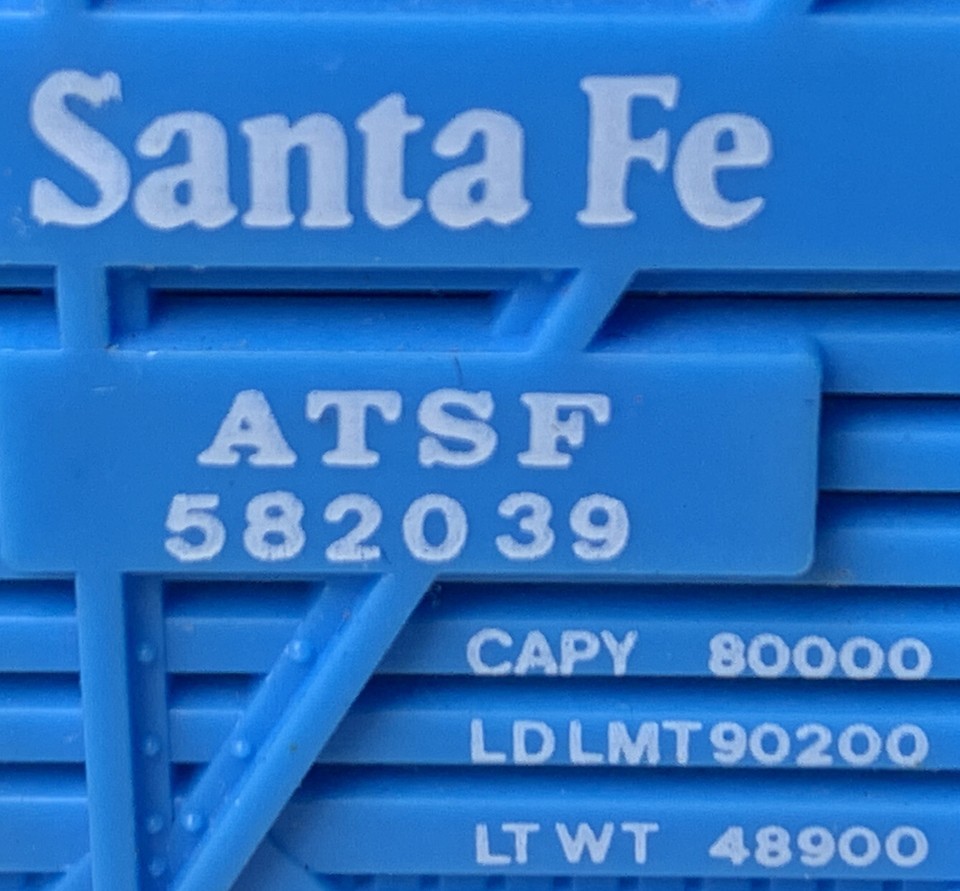 Santa Fe
ATSF
582039
CAPY 80000
LD LMT 90200
LT WT 48900